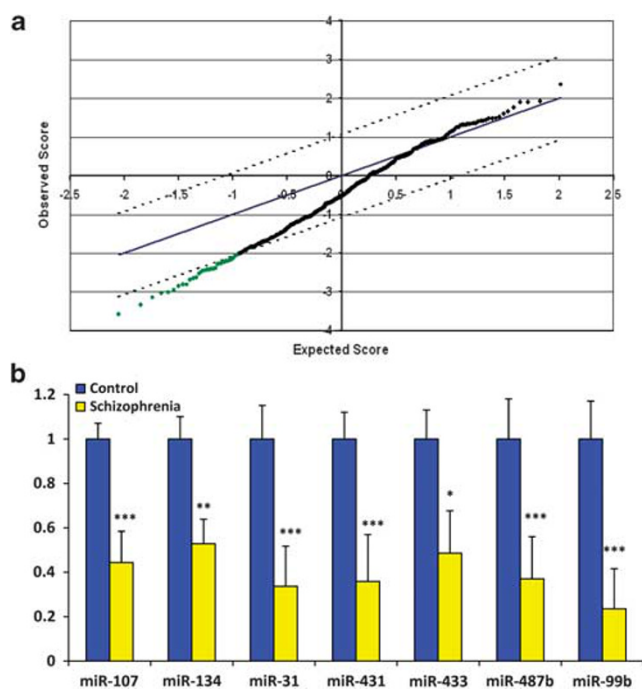 a
4
3
2
1
0
-2.5 -2 -1.5 -1 -0.5 0 0.5 1 1.5 2 2.5
-1
-2
-3
-4
Observed Score
Expected Score
b
Control
Schizophrenia
1.2
1
0.8
0.6
0.4
0.2
0
*** ** *** *** * *** ***
miR-107 miR-134 miR-31 miR-431 miR-433 miR-487b miR-99b